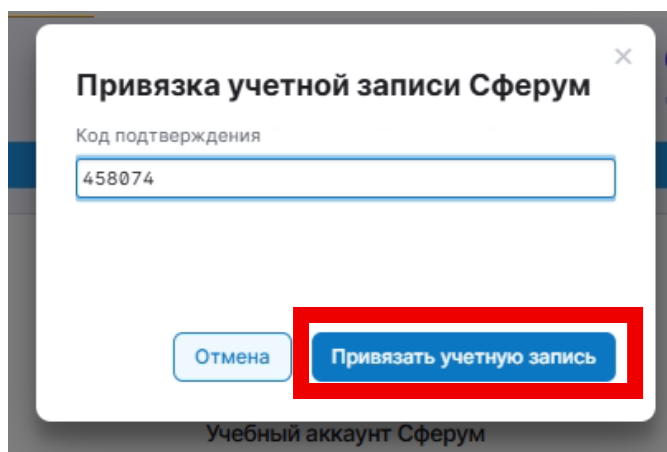 Привязка учетной записи Сферум
Код подтверждения
458074
Отмена
Привязать учетную запись
Учебный аккаунт Сферум